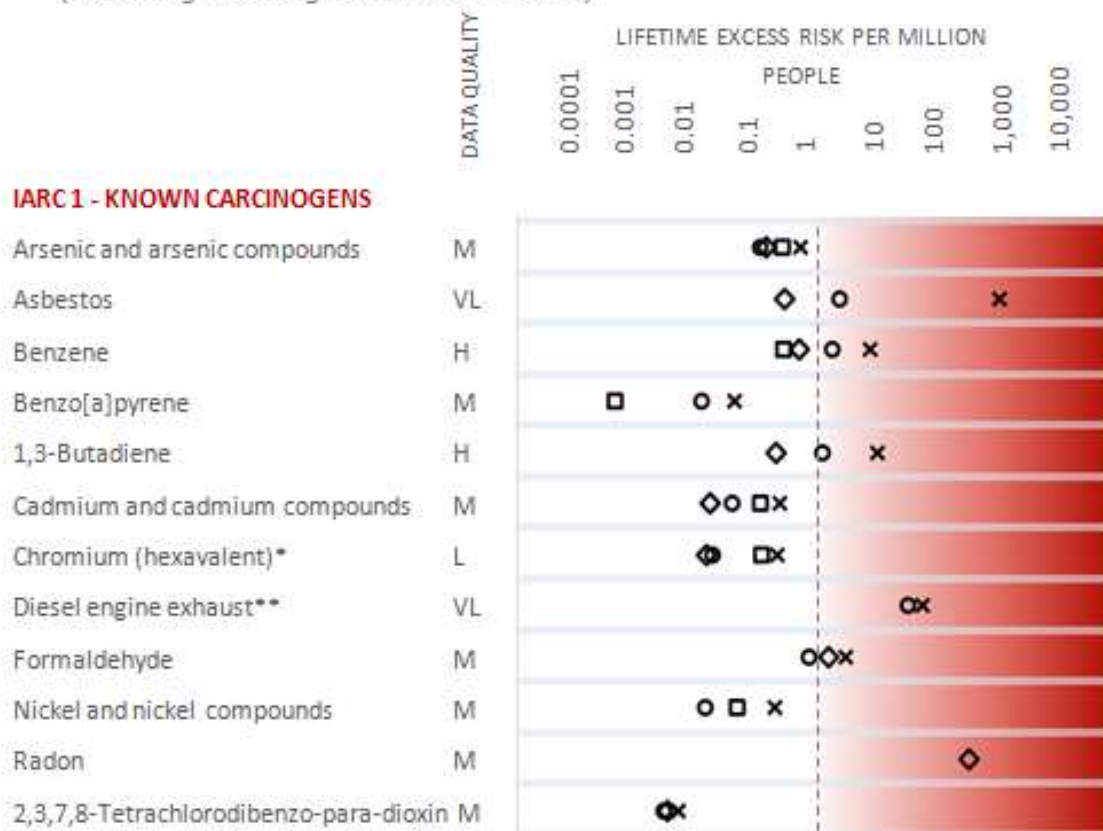 DATA QUALITY
LIFETIME EXCESS RISK PER MILLION
PEOPLE
0.0001
0.001
0.01
0.1
1
10
100
1,000
10,000
IARC 1 - KNOWN CARCINOGENS
Arsenic and arsenic compounds M
Asbestos VL
Benzene H
Benzo[a]pyrene M
1,3-Butadiene H
Cadmium and cadmium compounds M
Chromium (hexavalent)* L
Diesel engine exhaust** VL
Formaldehyde M
Nickel and nickel compounds M
Radon M
2,3,7,8-Tetrachlorodibenzo-para-dioxin M